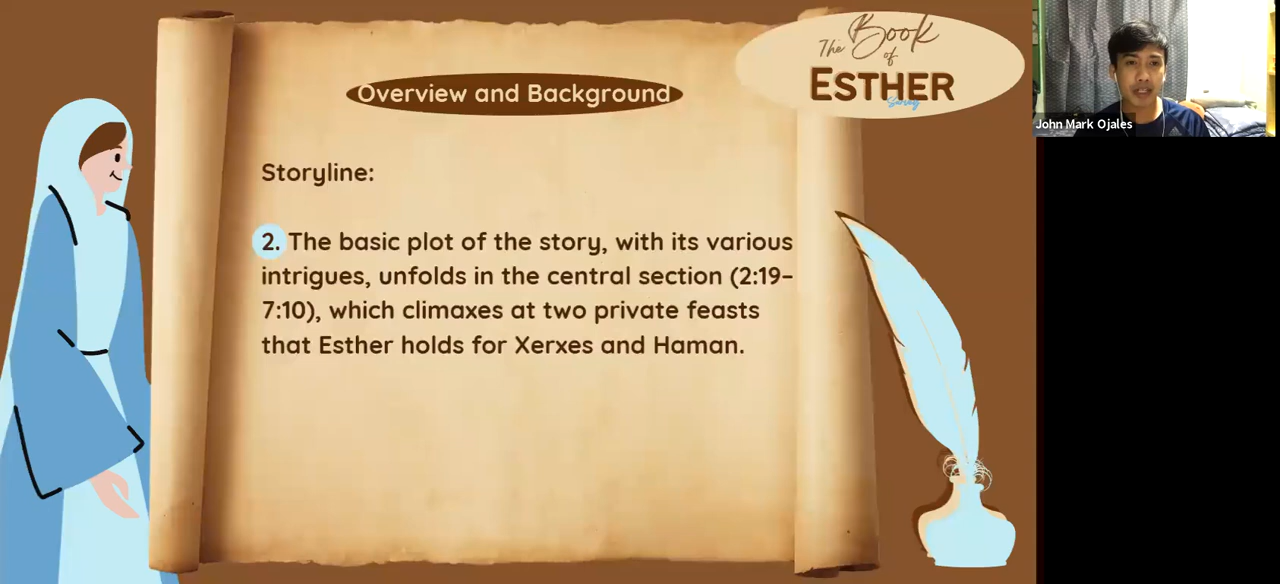 The Book
of
ESTHER
Overview and Background
John Mark Ojales
Storyline:
2. The basic plot of the story, with its various
intrigues, unfolds in the central section (2:19–
7:10), which climaxes at two private feasts
that Esther holds for Xerxes and Haman.